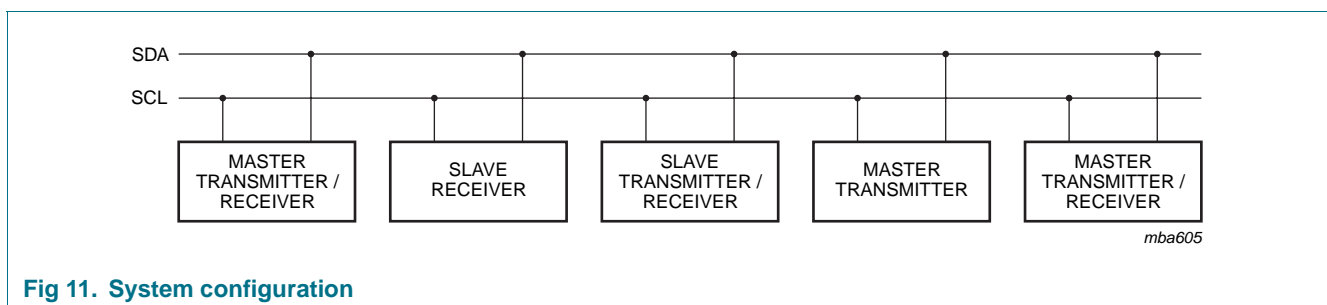 SDA
SCL
MASTER
TRANSMITTER /
RECEIVER
SLAVE
RECEIVER
SLAVE
TRANSMITTER /
RECEIVER
MASTER
TRANSMITTER
MASTER
TRANSMITTER /
RECEIVER
mba605
Fig 11. System configuration